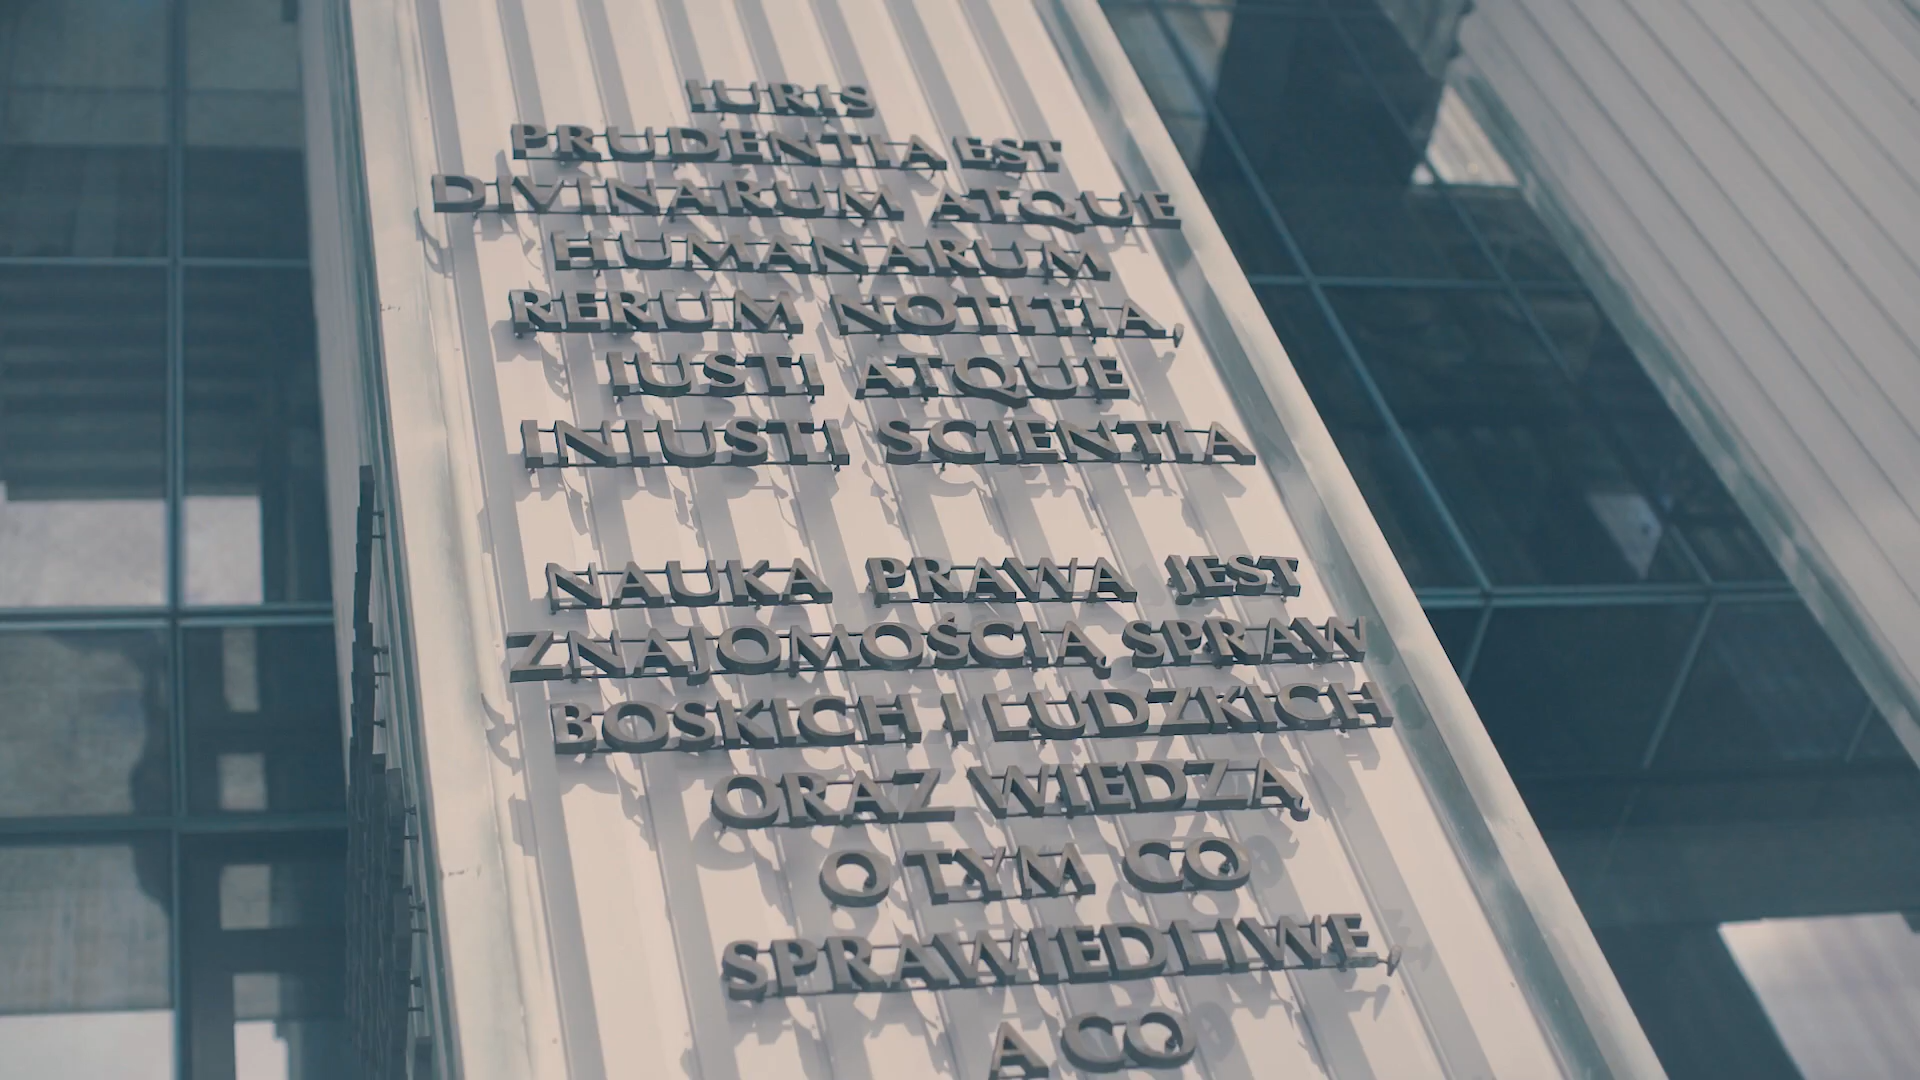 IURIS
PRUDENTIA EST
DIVINARUM ATQUE
HUMANARUM
RERUM NOTITIA,
IUSTI ATQUE
INIUSTI SCIENTIA
NAUKA PRAWA JEST
ZNAJOMOŚCIĄ SPRAW
BOSKICH I LUDZKICH
ORAZ WIEDZĄ
O TYM CO
SPRAWIEDLIWE,
A CO